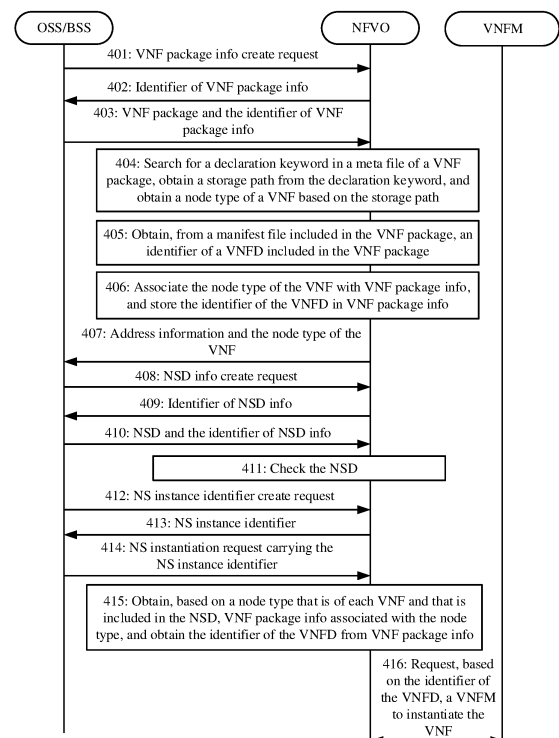 OSS/BSS
NFVO
VNFM
401: VNF package info create request
402: Identifier of VNF package info
403: VNF package and the identifier of VNF
package info
404: Search for a declaration keyword in a meta file of a VNF
package, obtain a storage path from the declaration keyword, and
obtain a node type of a VNF based on the storage path
405: Obtain, from a manifest file included in the VNF package, an
identifier of a VNFD included in the VNF package
406: Associate the node type of the VNF with VNF package info,
and store the identifier of the VNFD in VNF package info
407: Address information and the node type of the
VNF
408: NSD info create request
409: Identifier of NSD info
410: NSD and the identifier of NSD info
411: Check the NSD
412: NS instance identifier create request
413: NS instance identifier
414: NS instantiation request carrying the
NS instance identifier
415: Obtain, based on a node type that is of each VNF and that is
included in the NSD, VNF package info associated with the node
type, and obtain the identifier of the VNFD from VNF package info
416: Request, based
on the identifier of
the VNFD, a VNFM
to instantiate the
VNF